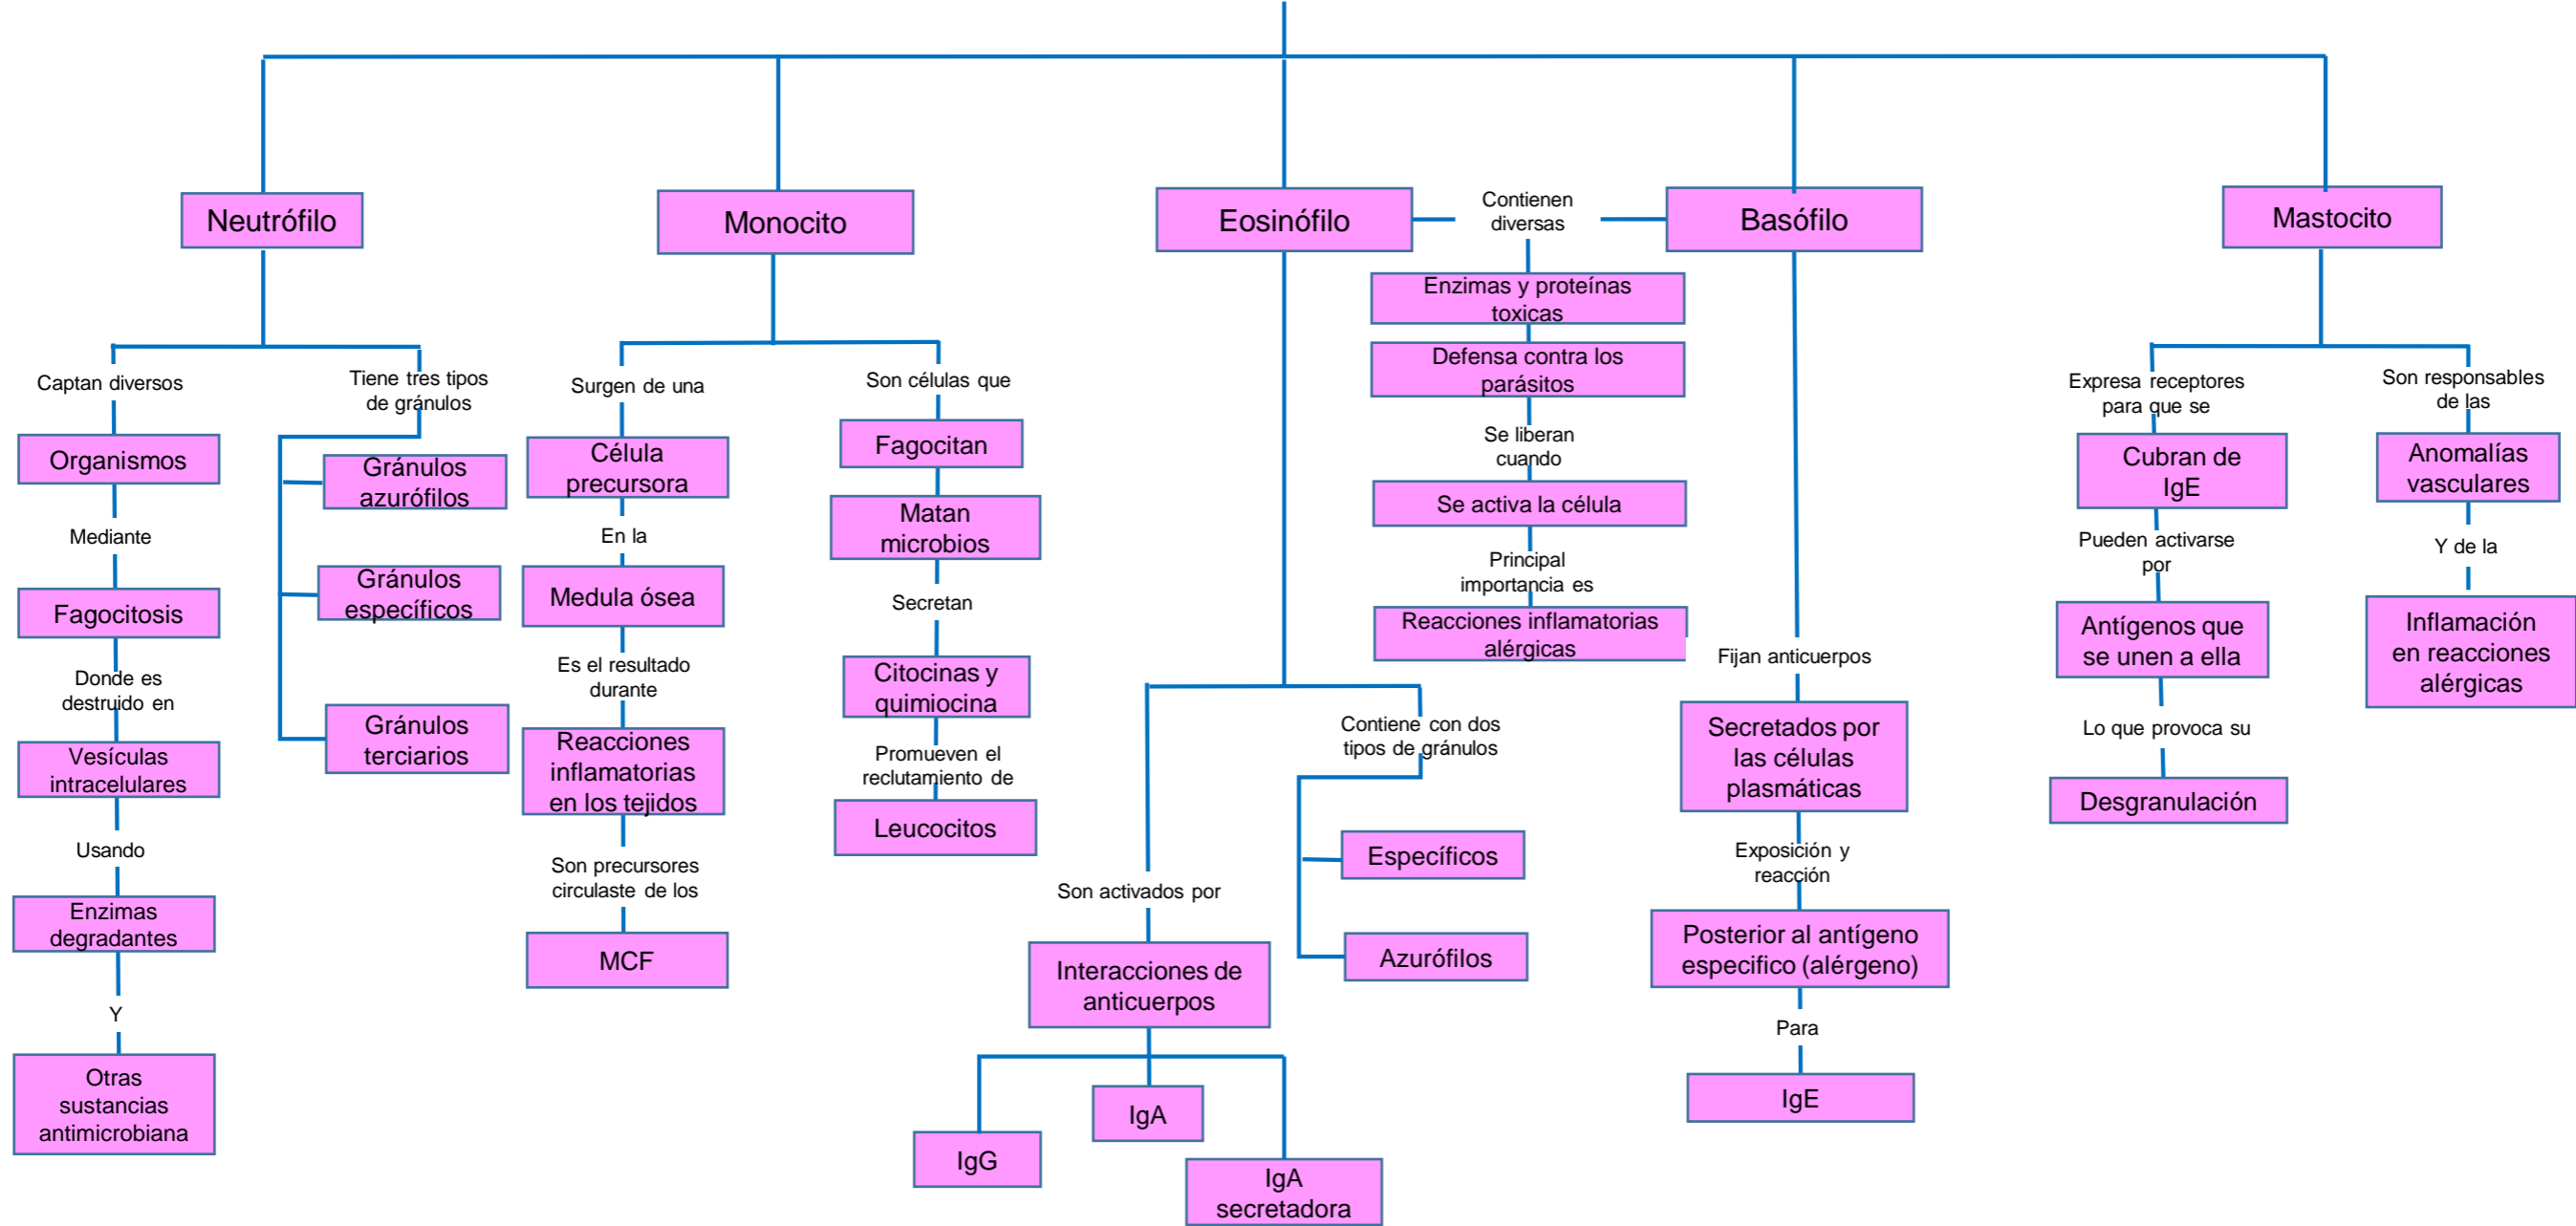 Neutrófilo
Captan diversos
Organismos
Mediante
Fagocitosis
Donde es
destruido en
Vesículas
intracelulares
Usando
Enzimas
degradantes
Y
Otras
sustancias
antimicrobiana
Tiene tres tipos
de gránulos
Gránulos
azurófilos
Gránulos
específicos
Gránulos
terciarios
Monocito
Surgen de una
Célula
precursora
En la
Medula ósea
Es el resultado
durante
Reacciones
inflamatorias
en los tejidos
Son precursores
circulaste de los
MCF
Son células que
Fagocitan
Matan
microbios
Secretan
Citocinas y
quimiocina
Promueven el
reclutamiento de
Leucocitos
Eosinófilo
Contienen
diversas
Enzimas y proteínas
toxicas
Defensa contra los
parásitos
Se liberan
cuando
Se activa la célula
Principal
importancia es
Reacciones inflamatorias
alérgicas
Son activados por
Interacciones de
anticuerpos
IgG
IgA
IgA
secretadora
Contiene con dos
tipos de gránulos
Específicos
Azurófilos
Basófilo
Fijan anticuerpos
Secretados por
las células
plasmáticas
Exposición y
reacción
Posterior al antígeno
especifico (alérgeno)
Para
IgE
Mastocito
Expresa receptores
para que se
Cubran de
IgE
Pueden activarse
por
Antígenos que
se unen a ella
Lo que provoca su
Desgranulación
Son responsables
de las
Anomalías
vasculares
Y de la
Inflamación
en reacciones
alérgicas